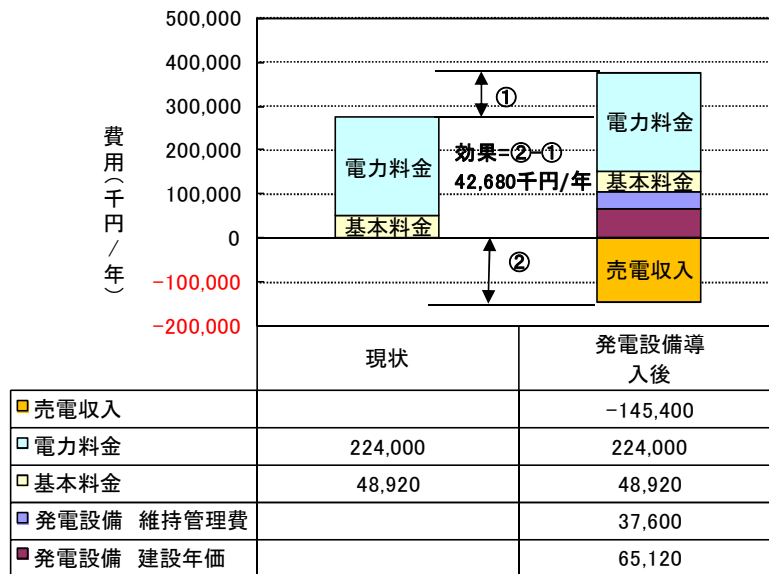 500,000
400,000
300,000
200,000
100,000
0
-100,000
-200,000
費用(千円/年)
①
電力料金
基本料金
効果=②-①
42,680千円/年
電力料金
基本料金
②
売電収入
現状
発電設備導
入後
売電収入 -145,400
電力料金 224,000 224,000
基本料金 48,920 48,920
発電設備 維持管理費 37,600
発電設備 建設年価 65,120